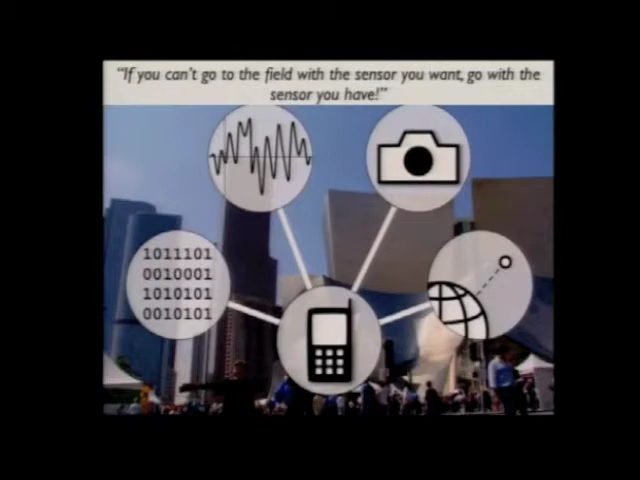 “If you can't go to the field with the sensor you want, go with the
sensor you have!”
1011101
0010001
1010101
0010101